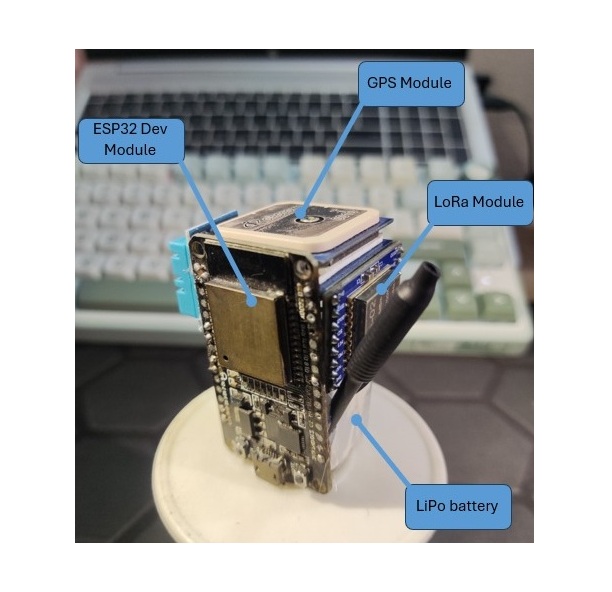 GPS Module
ESP32 Dev
Module
LoRa Module
LiPo battery